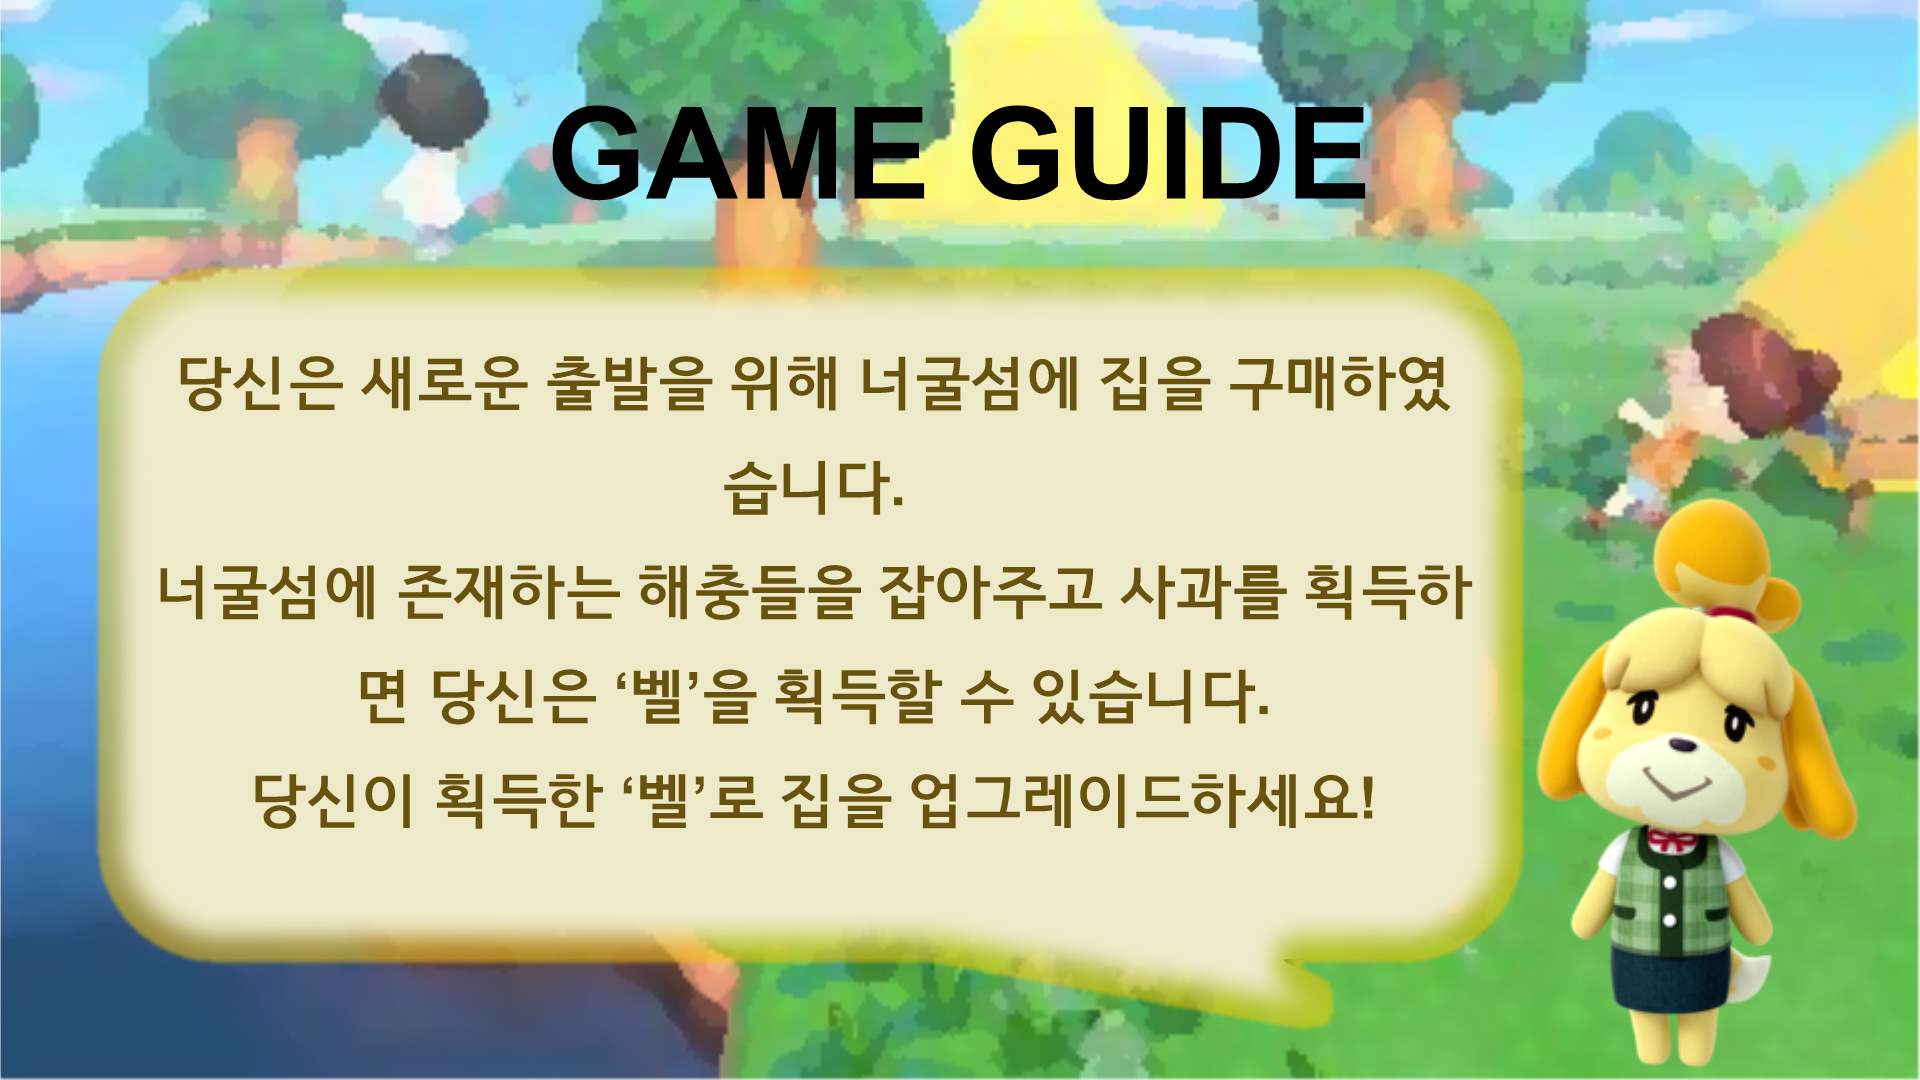 GAME GUIDE
당신은 새로운 출발을 위해 너굴섬에 집을 구매하였
습니다.
너굴섬에 존재하는 해충들을 잡아주고 사과를 획득하
면 당신은 ‘벨’을 획득할 수 있습니다.
당신이 획득한 ‘벨’로 집을 업그레이드하세요!